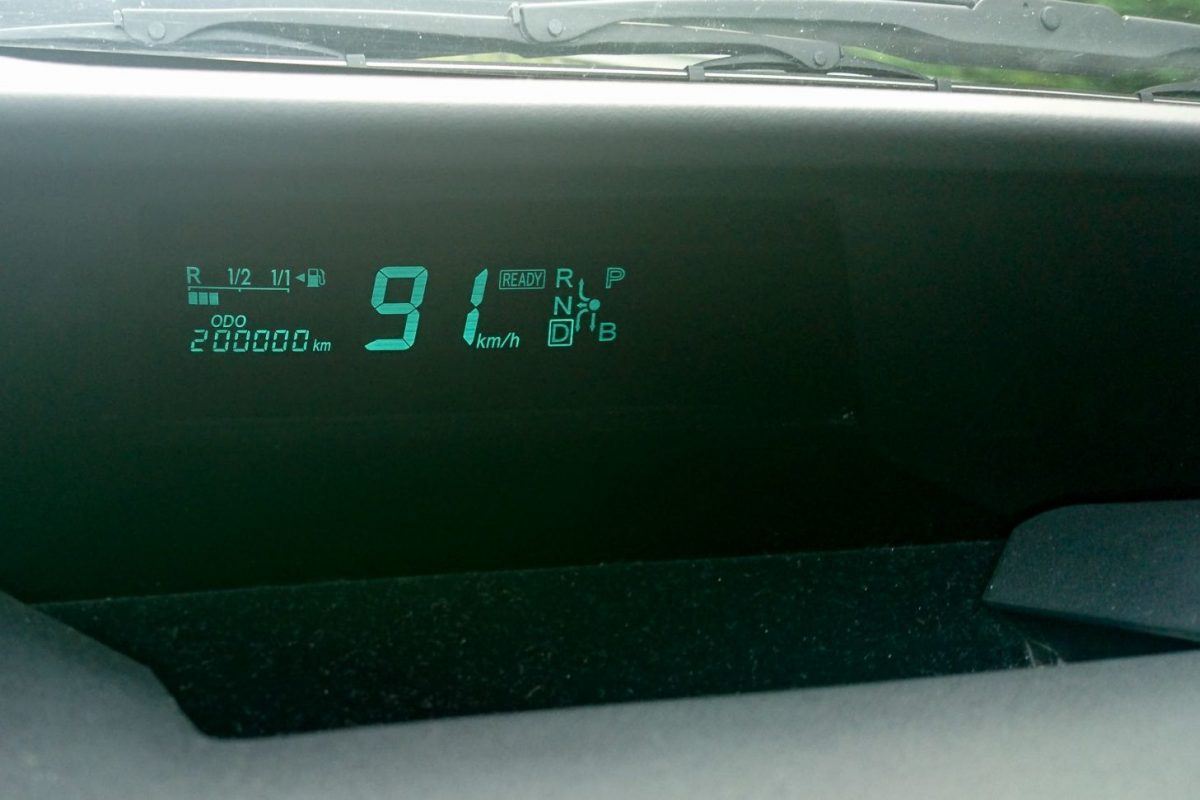 R 1/2 1/1
ODO
200000 km
91 km/h
READY
R P
N
D B